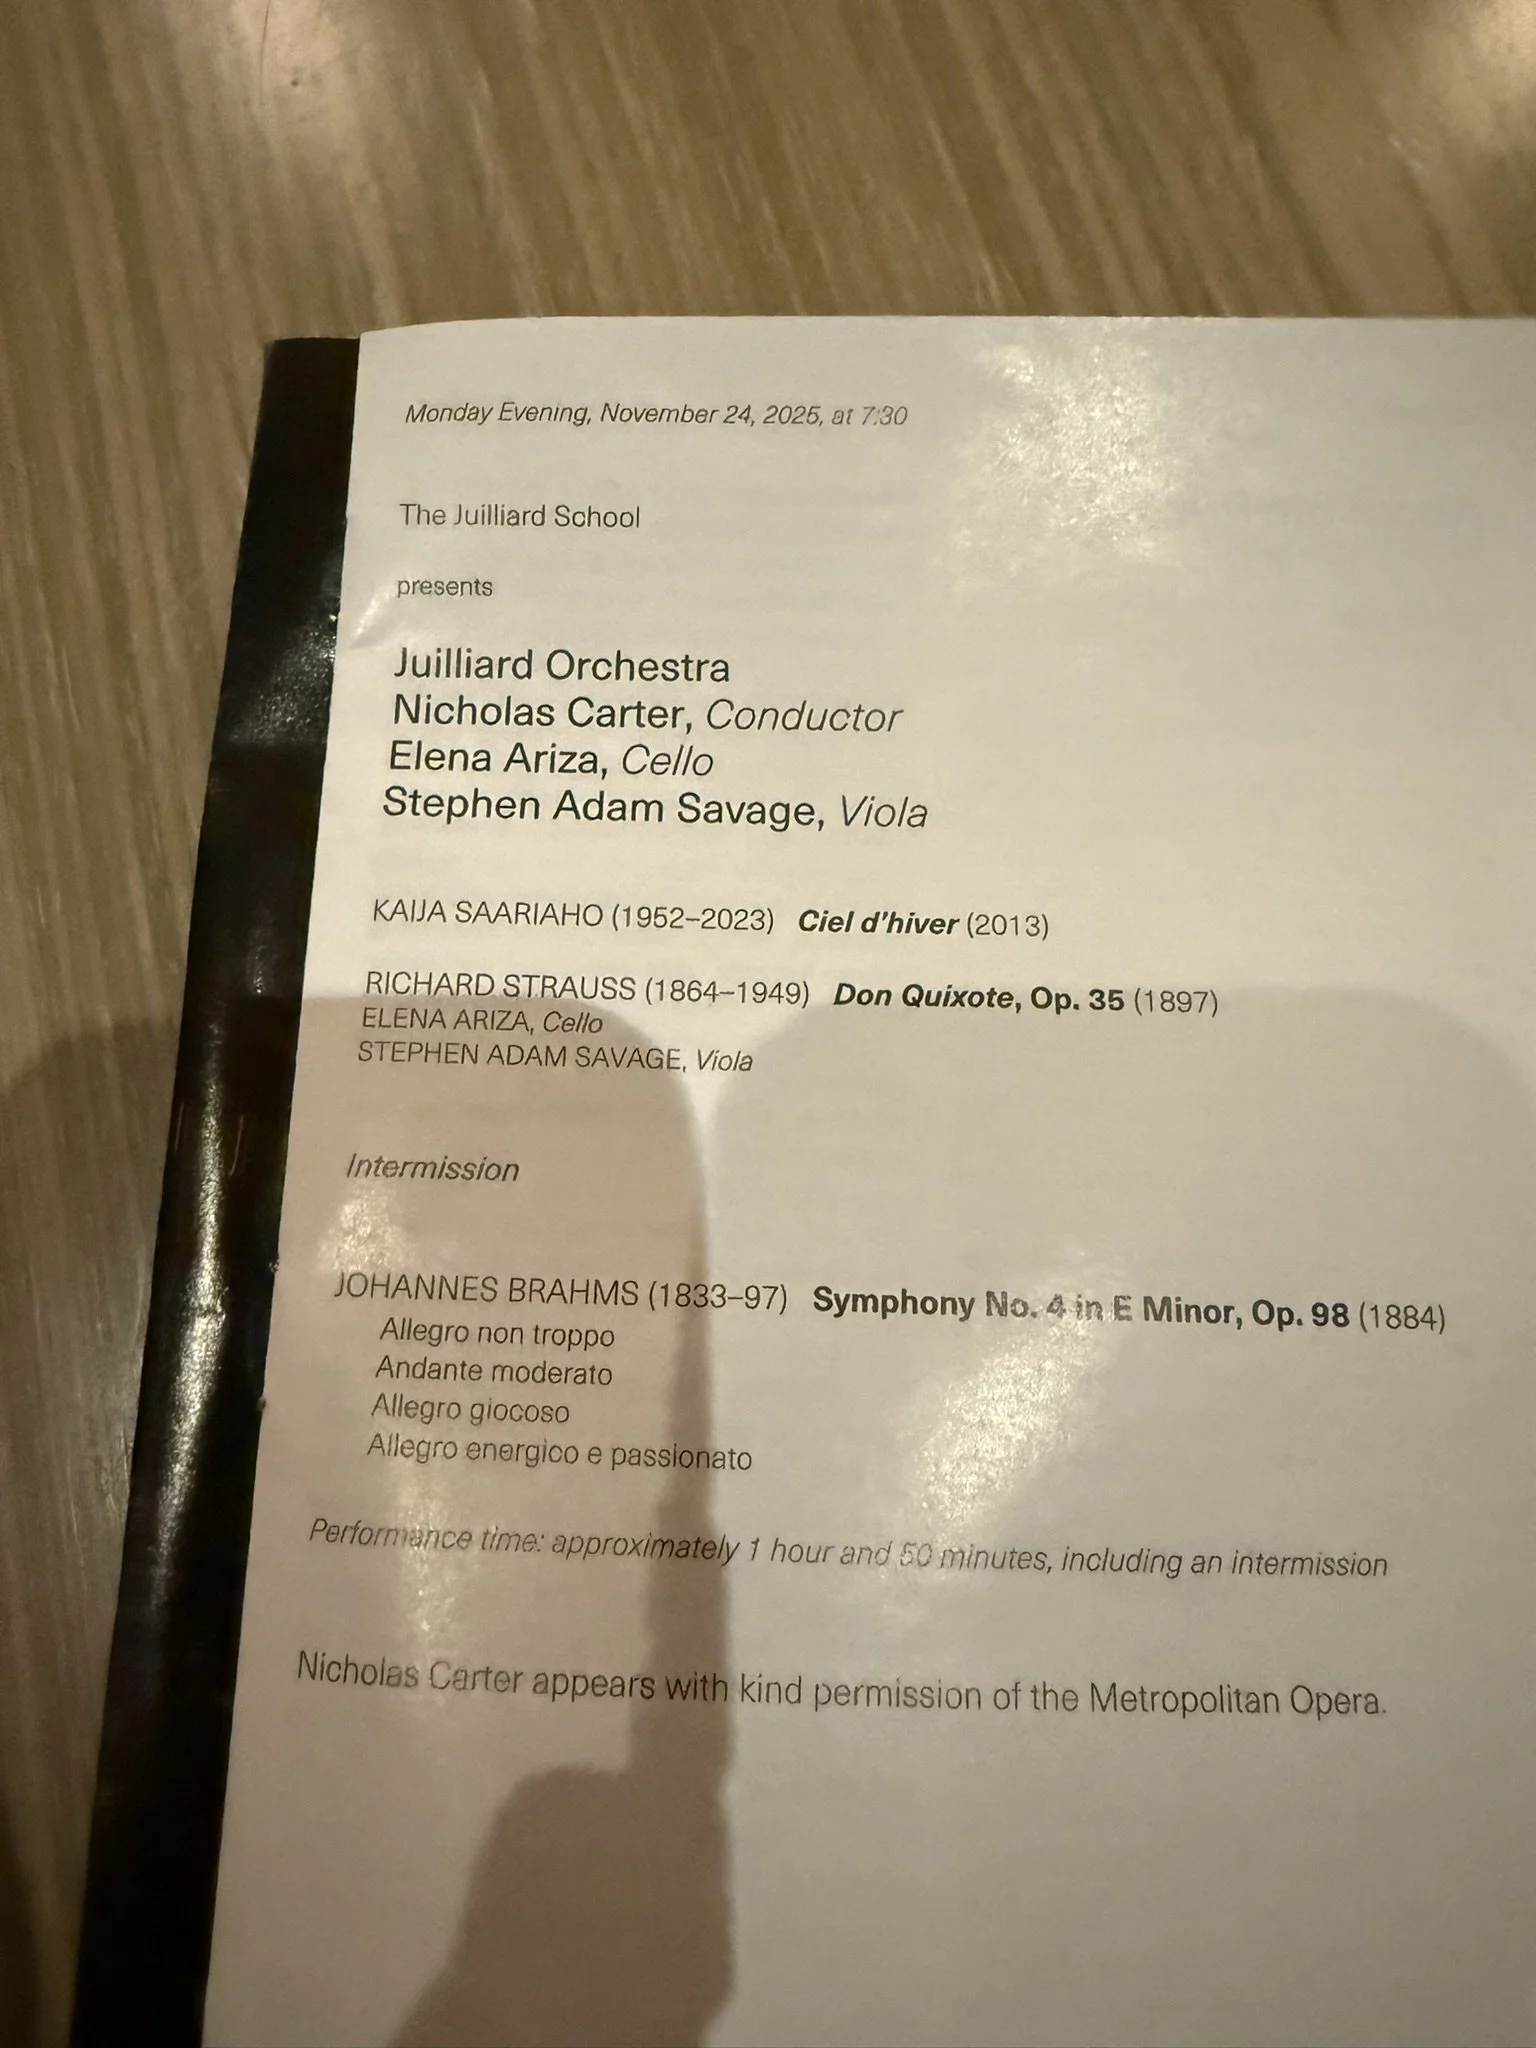 Monday Evening, November 24, 2025, at 7:30
The Juilliard School
presents
Juilliard Orchestra
Nicholas Carter, Conductor
Elena Ariza, Cello
Stephen Adam Savage, Viola
KAIJA SAARIAHO (1952–2023) Ciel d'hiver (2013)
RICHARD STRAUSS (1864–1949) Don Quixote, Op. 35 (1897)
ELENA ARIZA, Cello
STEPHEN ADAM SAVAGE, Viola
Intermission
JOHANNES BRAHMS (1833–97) Symphony No. 4 in E Minor, Op. 98 (1884)
Allegro non troppo
Andante moderato
Allegro giocoso
Allegro energico e passionato
Performance time: approximately 1 hour and 50 minutes, including an intermission
Nicholas Carter appears with kind permission of the Metropolitan Opera.